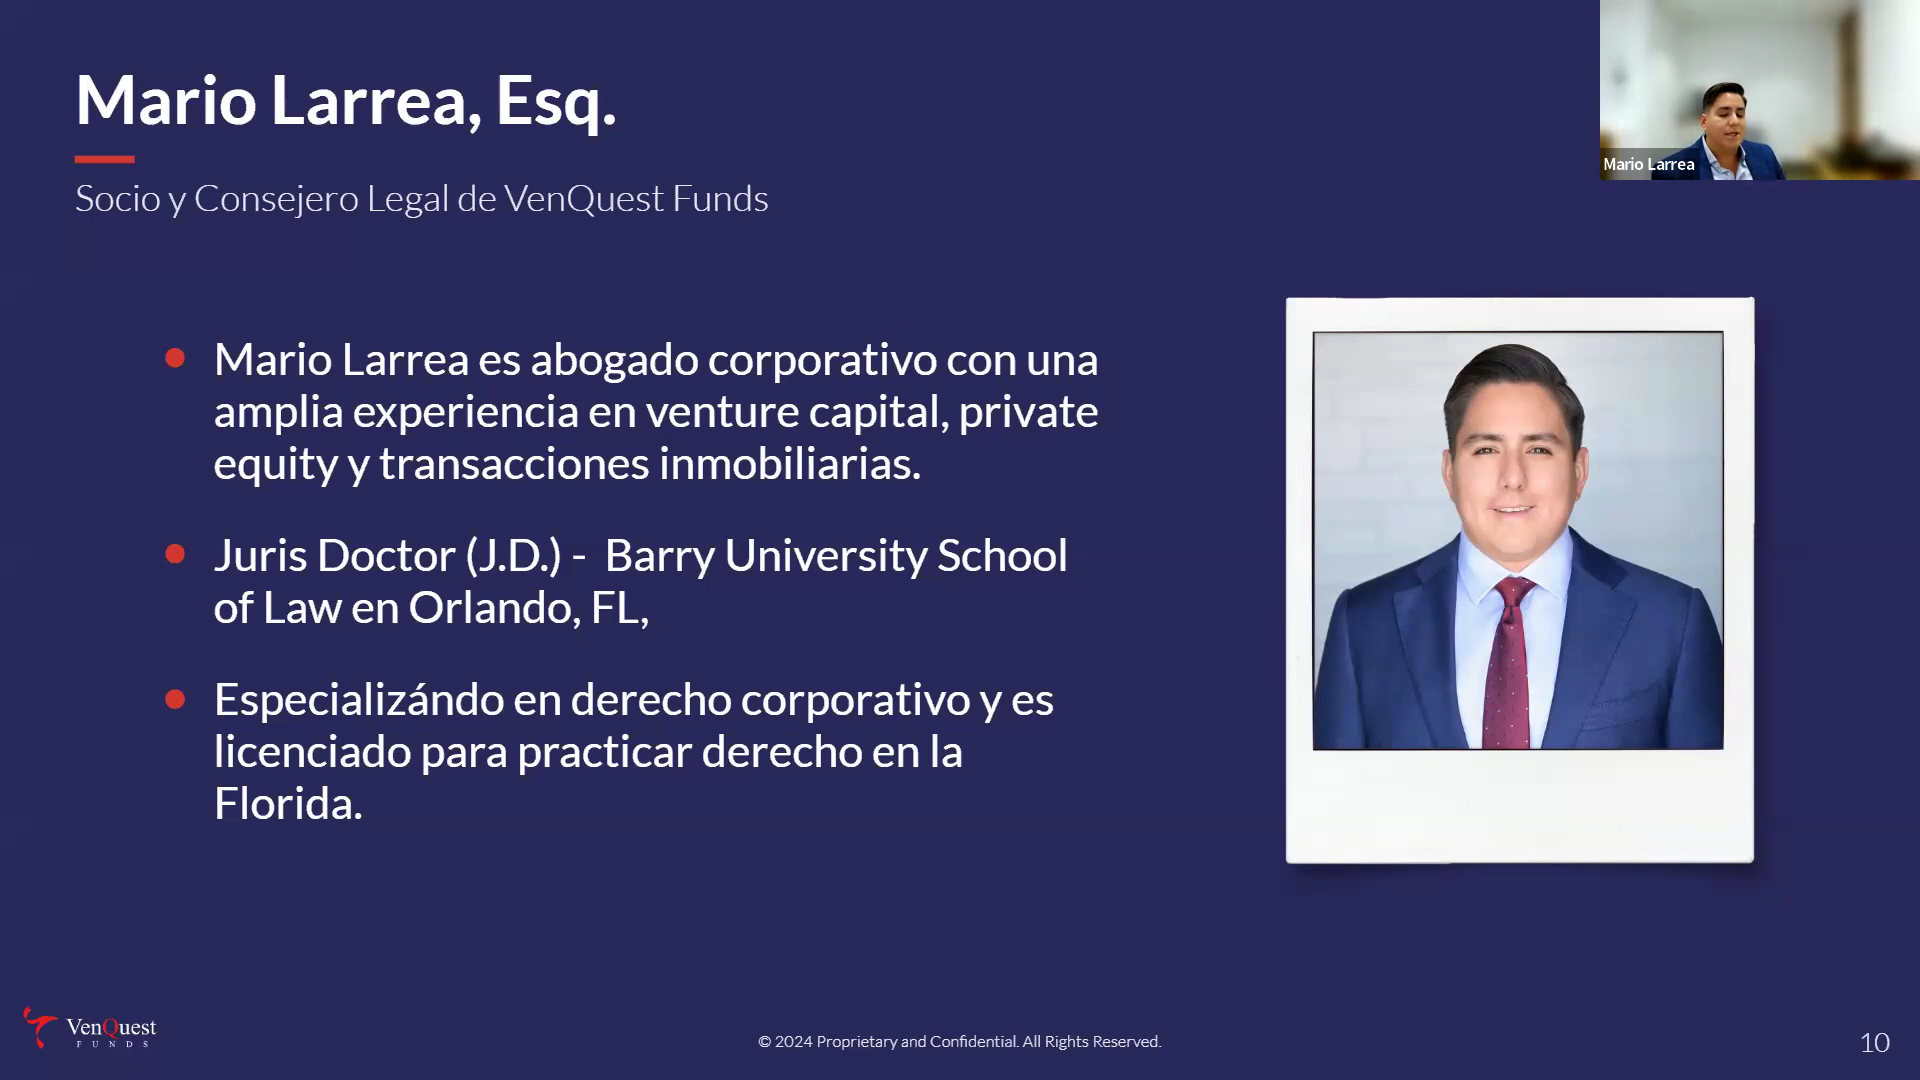 Mario Larrea, Esq.
Socio y Consejero Legal de VenQuest Funds
Mario Larrea
Mario Larrea es abogado corporativo con una
amplia experiencia en venture capital, private
equity y transacciones inmobiliarias.
Juris Doctor (J.D.) -  Barry University School
of Law en Orlando, FL,
Especializándo en derecho corporativo y es
licenciado para practicar derecho en la
Florida.
VenQuest
FUNDS
© 2024 Proprietary and Confidential. All Rights Reserved.
10